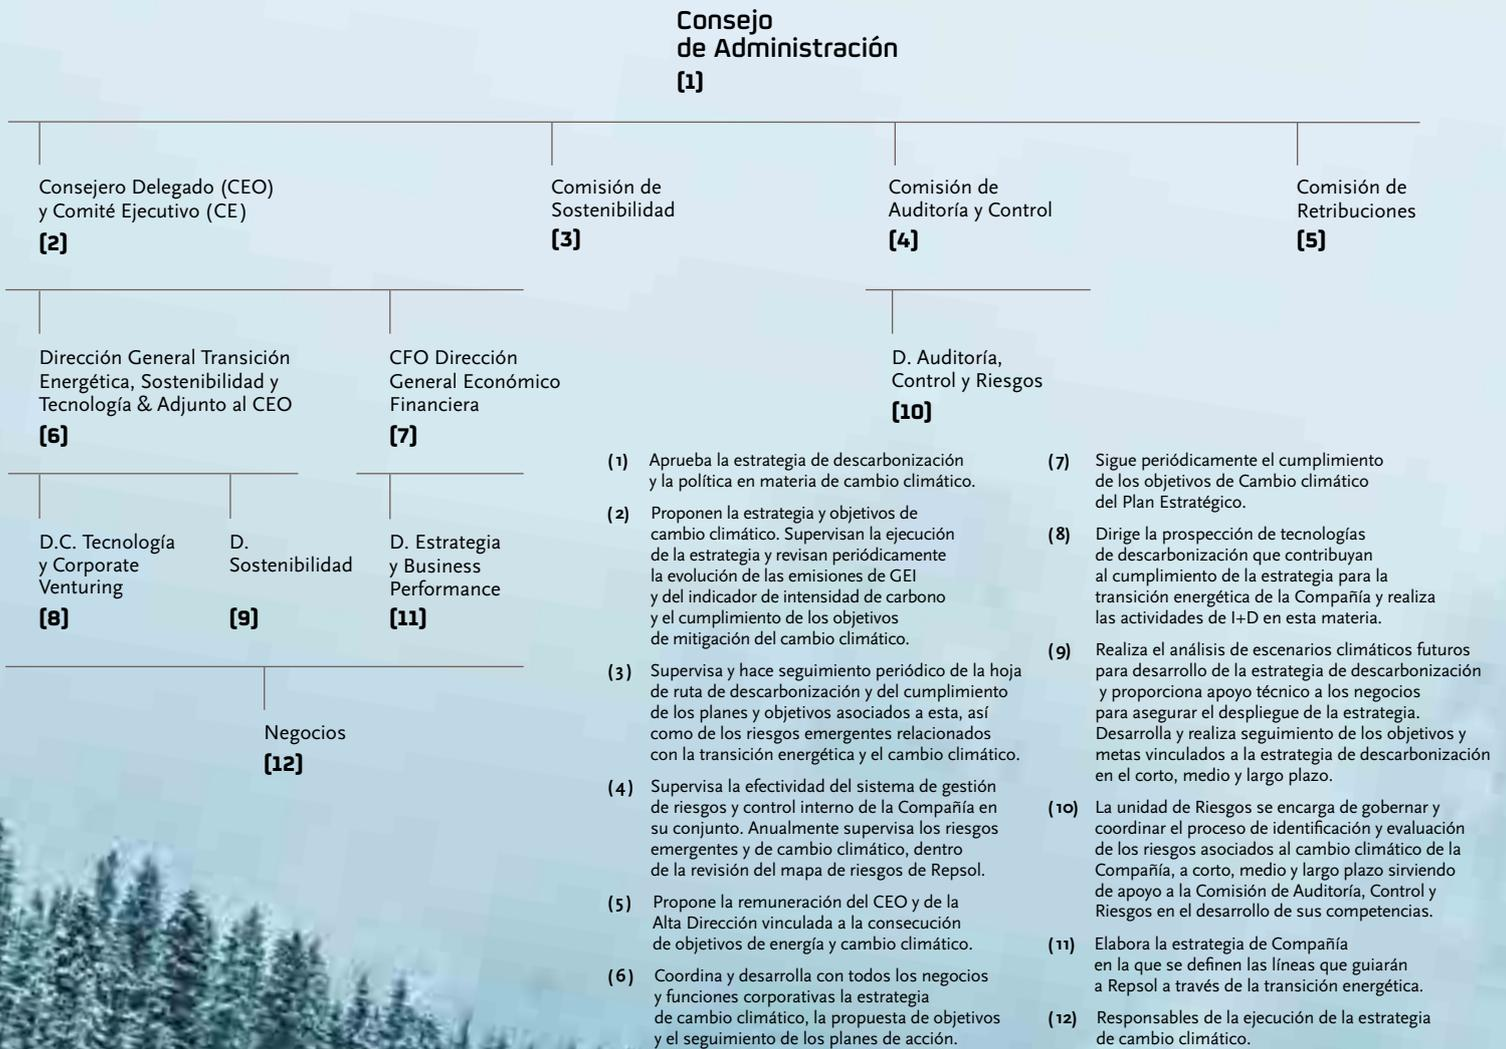 Consejo
de Administración
(1)
Consejero Delegado (CEO)
y Comité Ejecutivo (CE)
(2)
Comisión de
Sostenibilidad
(3)
Comisión de
Auditoría y Control
(4)
Comisión de
Retribuciones
(5)
Dirección General Transición
Energética, Sostenibilidad y
Tecnología & Adjunto al CEO
(6)
CFO Dirección
General Económico
Financiera
(7)
D. Auditoría,
Control y Riesgos
(10)
D.C. Tecnología
y Corporate
Venturing
(8)
D.
Sostenibilidad
(9)
D. Estrategia
y Business
Performance
(11)
Negocios
(12)
(1) Aprueba la estrategia de descarbonización
y la política en materia de cambio climático.
(2) Proponen la estrategia y objetivos de
cambio climático. Supervisan la ejecución
de la estrategia y revisan periódicamente
la evolución de las emisiones de GEI
y del indicador de intensidad de carbono
y el cumplimiento de los objetivos
de mitigación del cambio climático.
(3) Supervisa y hace seguimiento periódico de la hoja
de ruta de descarbonización y del cumplimiento
de los planes y objetivos asociados a esta, así
como de los riesgos emergentes relacionados
con la transición energética y el cambio climático.
(4) Supervisa la efectividad del sistema de gestión
de riesgos y control interno de la Compañía en
su conjunto. Anualmente supervisa los riesgos
emergentes y de cambio climático, dentro
de la revisión del mapa de riesgos de Repsol.
(5) Propone la remuneración del CEO y de la
Alta Dirección vinculada a la consecución
de objetivos de energía y cambio climático.
(6) Coordina y desarrolla con todos los negocios
y funciones corporativas la estrategia
de cambio climático, la propuesta de objetivos
y el seguimiento de los planes de acción.
(7) Sigue periódicamente el cumplimiento
de los objetivos de Cambio climático
del Plan Estratégico.
(8) Dirige la prospección de tecnologías
de descarbonización que contribuyan
al cumplimiento de la estrategia para la
transición energética de la Compañía y realiza
las actividades de I+D en esta materia.
(9) Realiza el análisis de escenarios climáticos futuros
para desarrollo de la estrategia de descarbonización
y proporciona apoyo técnico a los negocios
para asegurar el despliegue de la estrategia.
Desarrolla y realiza seguimiento de los objetivos y
metas vinculados a la estrategia de descarbonización
en el corto, medio y largo plazo.
(10) La unidad de Riesgos se encarga de gobernar y
coordinar el proceso de identificación y evaluación
de los riesgos asociados al cambio climático de la
Compañía, a corto, medio y largo plazo sirviendo
de apoyo a la Comisión de Auditoría, Control y
Riesgos en el desarrollo de sus competencias.
(11) Elabora la estrategia de Compañía
en la que se definen las líneas que guiarán
a Repsol a través de la transición energética.
(12) Responsables de la ejecución de la estrategia
de cambio climático.